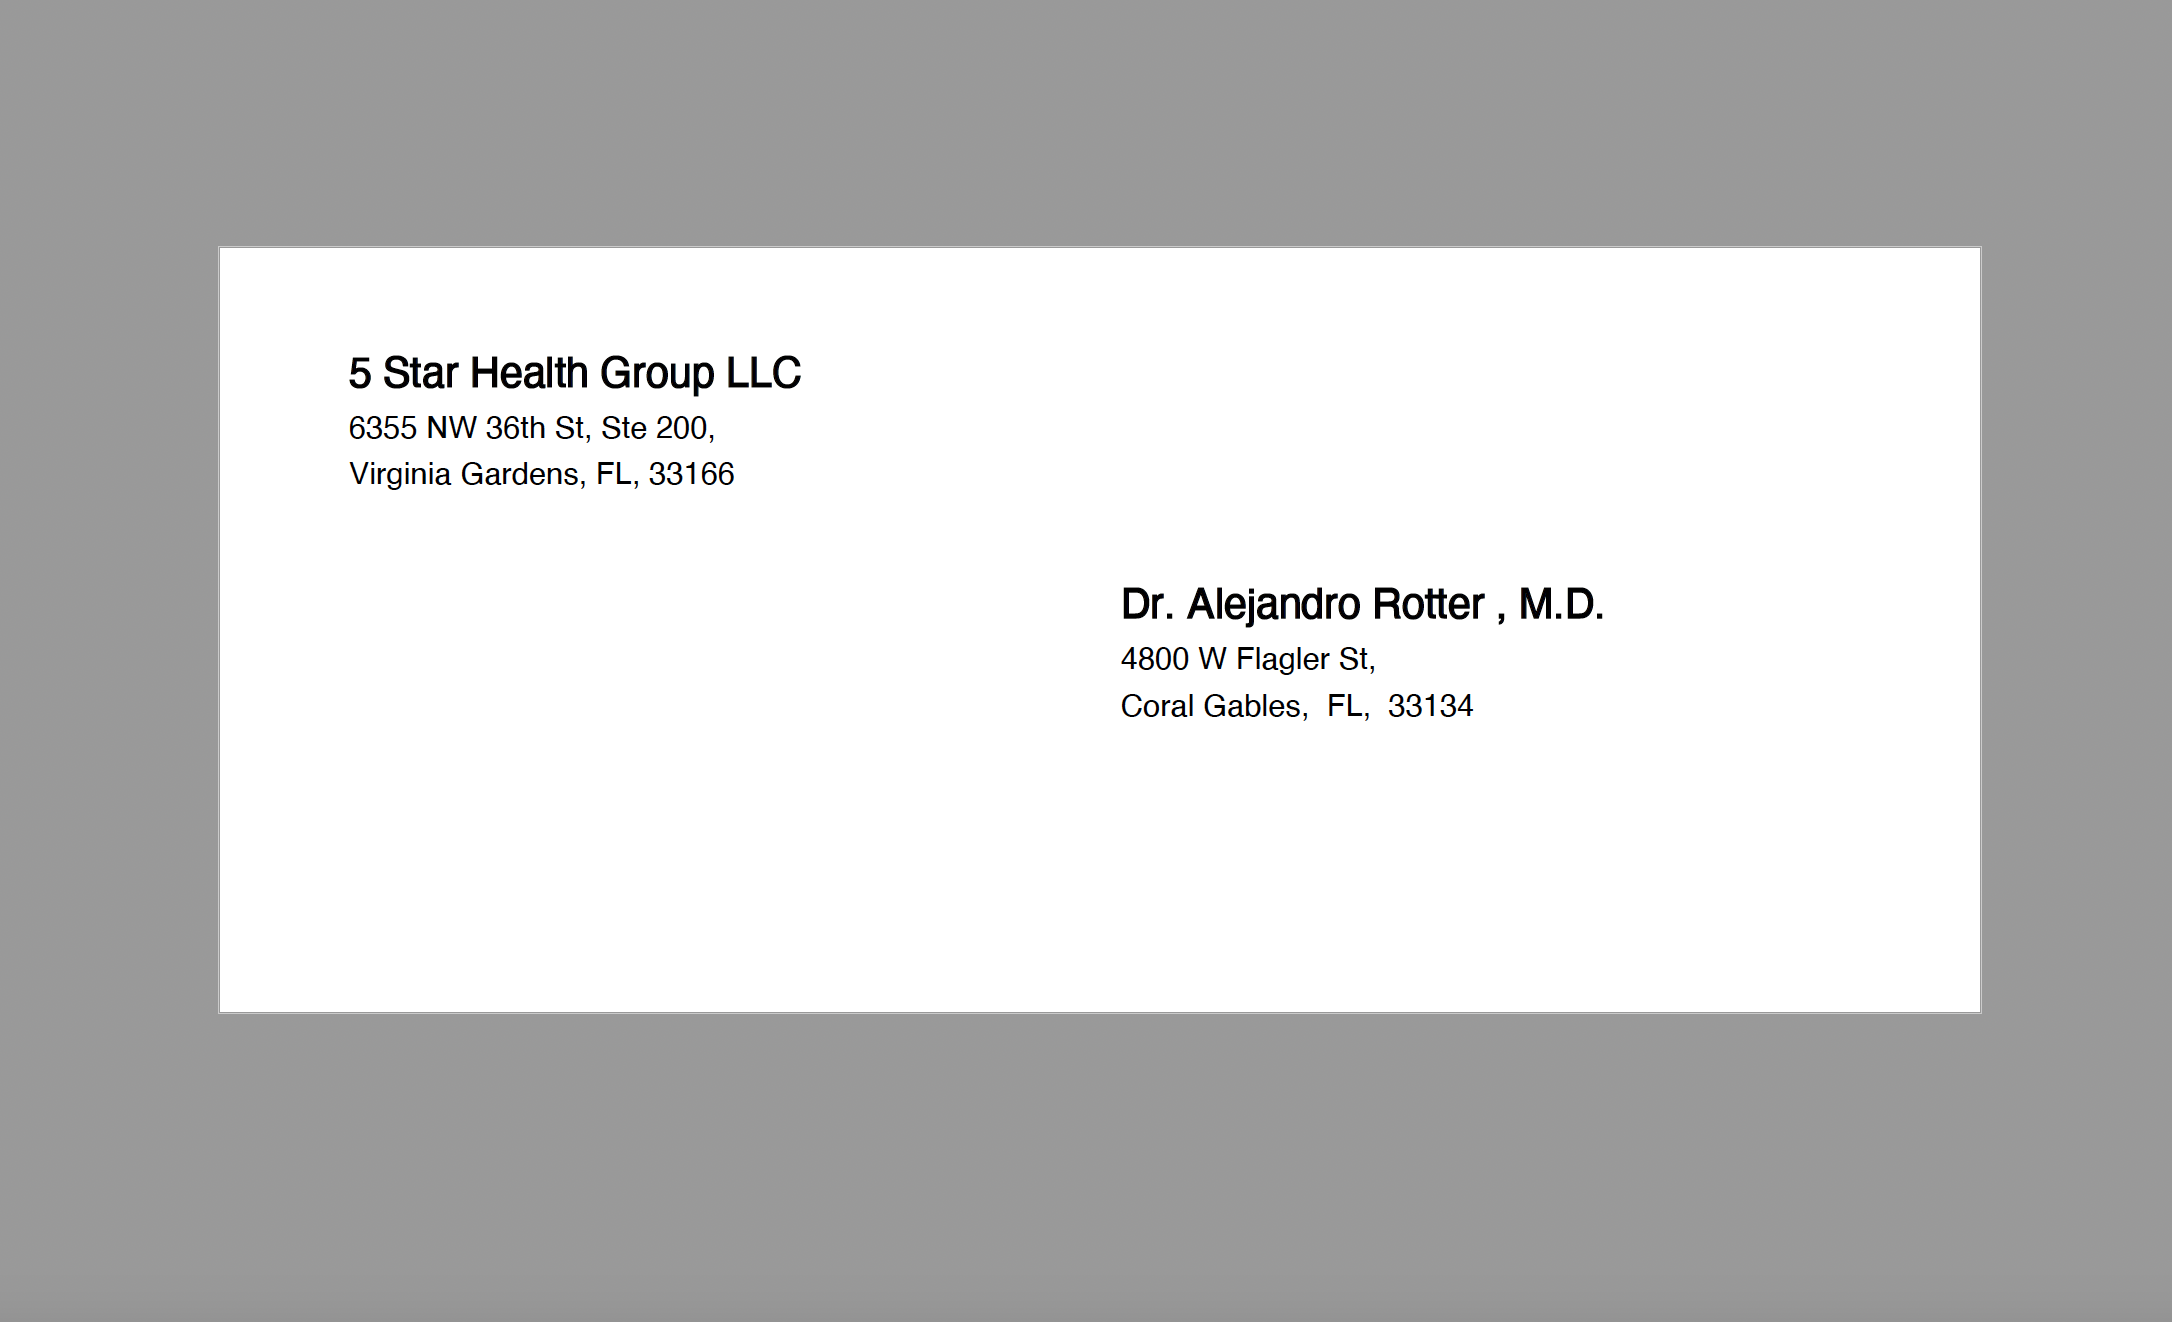 5 Star Health Group LLC
6355 NW 36th St, Ste 200,
Virginia Gardens, FL, 33166
Dr. Alejandro Rotter , M.D.
4800 W Flagler St,
Coral Gables,  FL,  33134